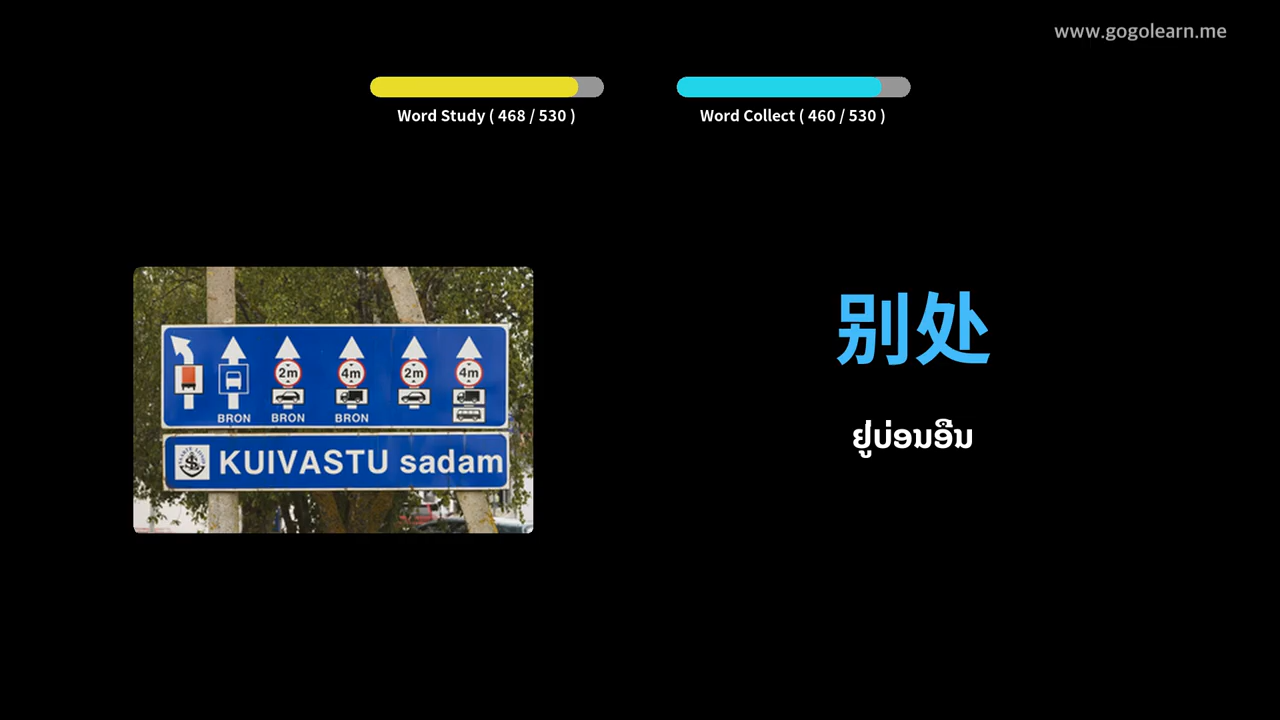 www.gogolearn.me
Word Study ( 468 / 530 )
Word Collect ( 460 / 530 )
别处
ຢູ່ບ່ອນອື່ນ
2m 4m 2m 4m
BRON BRON BRON
KUIVASTU sadam